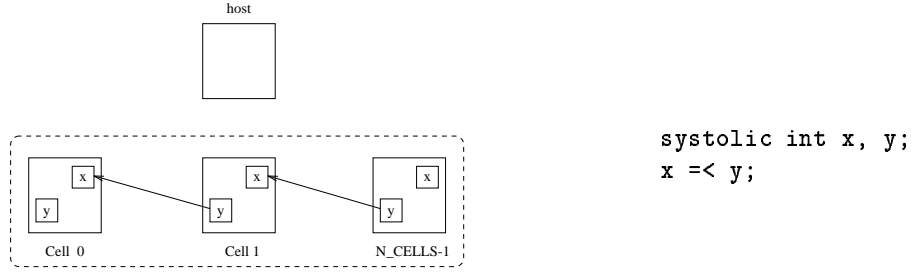 host
x
x
x
y
y
y
Cell 0
Cell 1
N_CELLS-1
systolic int x, y;
x =< y;